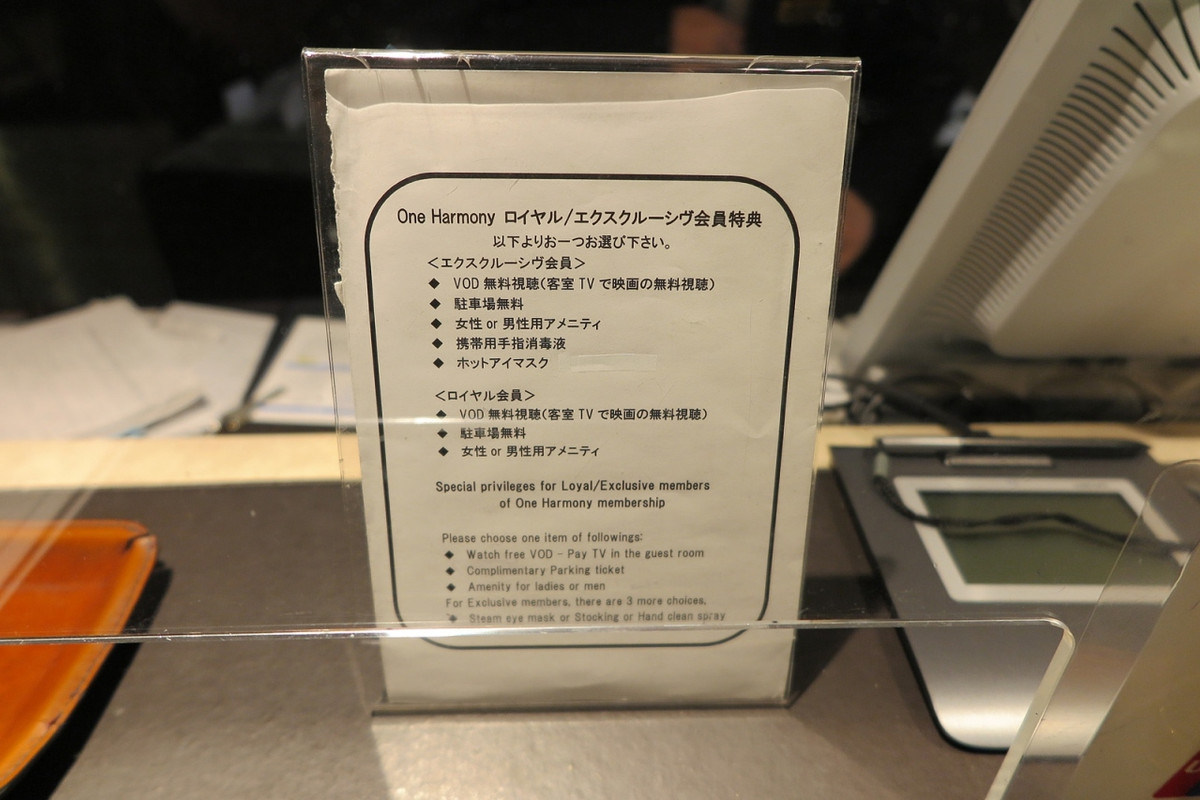 One Harmony ロイヤル/エクスクルーシヴ会員特典
以下よりお一つお選び下さい。
＜エクスクルーシヴ会員＞
◆ VOD 無料視聴(客室 TV で映画の無料視聴)
◆ 駐車場無料
◆ 女性 or 男性用アメニティ
◆ 携帯用手指消毒液
◆ ホットアイマスク
＜ロイヤル会員＞
◆ VOD 無料視聴(客室 TV で映画の無料視聴)
◆ 駐車場無料
◆ 女性 or 男性用アメニティ
Special privileges for Loyal/Exclusive members
of One Harmony membership
Please choose one item of followings:
◆ Watch free VOD – Pay TV in the guest room
◆ Complimentary Parking ticket
◆ Amenity for ladies or men
For Exclusive members, there are 3 more choices.
◆ Steam eye mask or Stocking or Hand clean spray